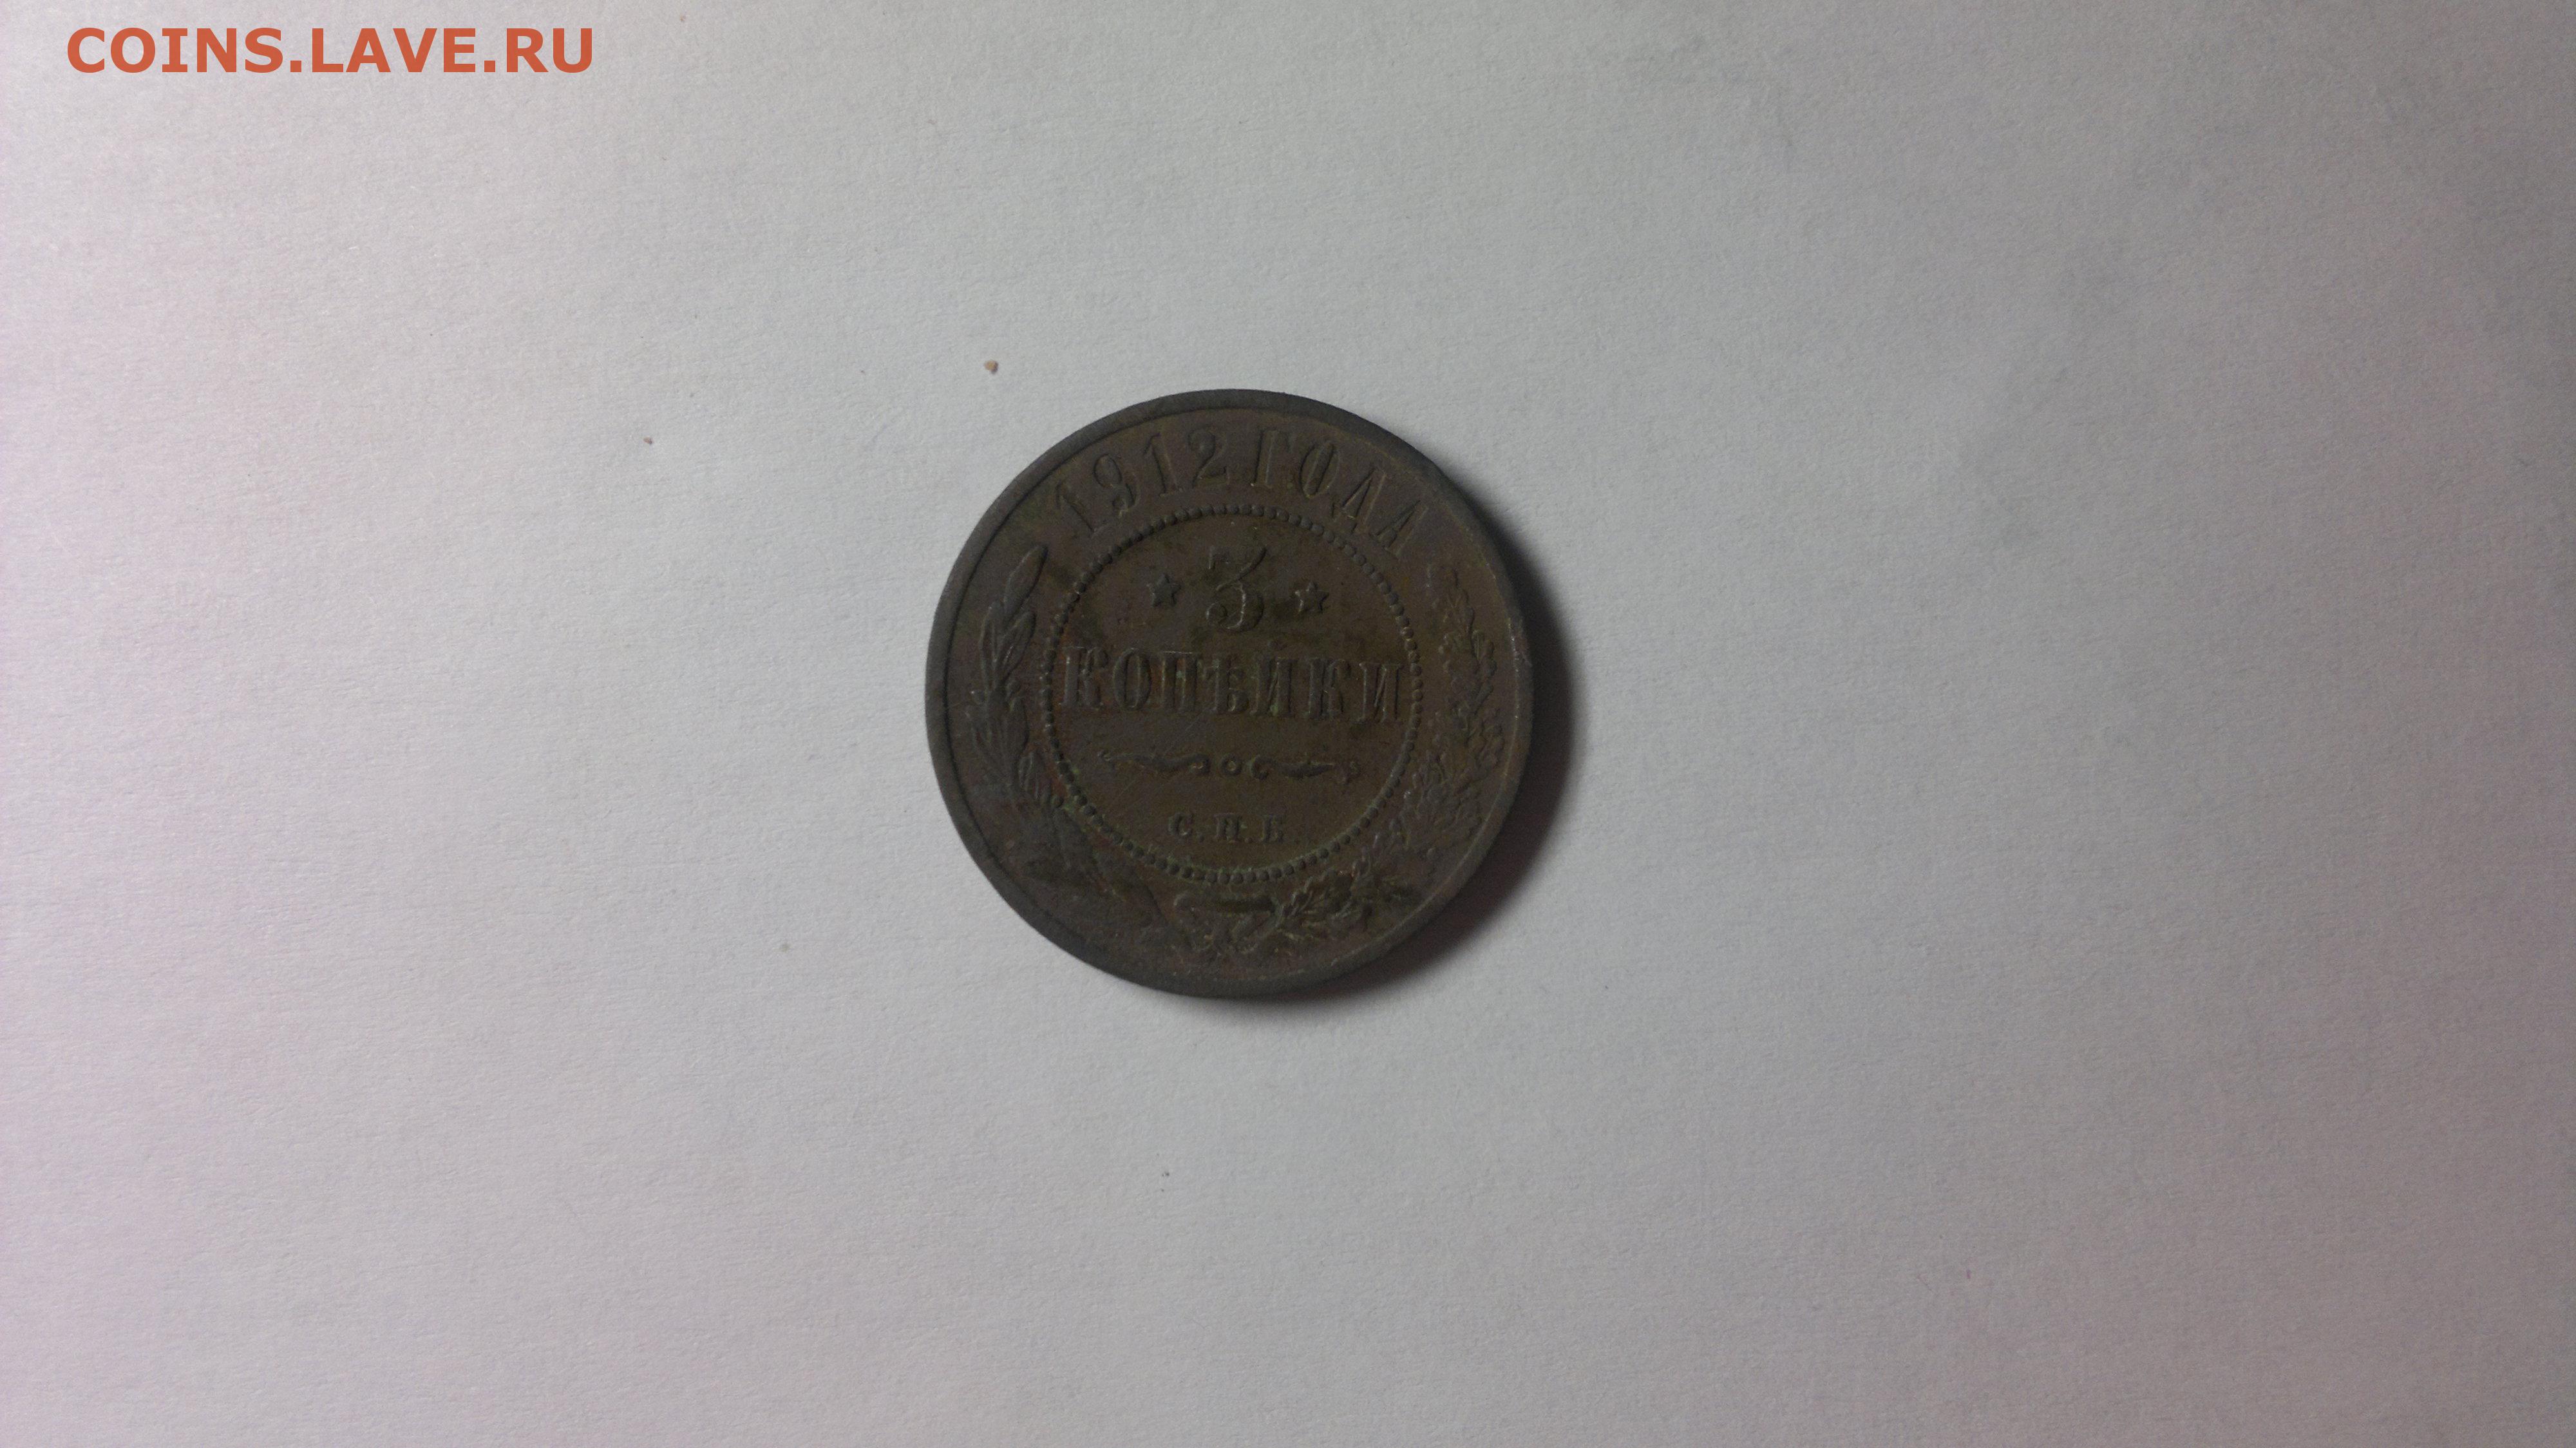 COINS.LAVE.RU
1912 ГОДА
3
КОПѢЙКИ
С.П.Б